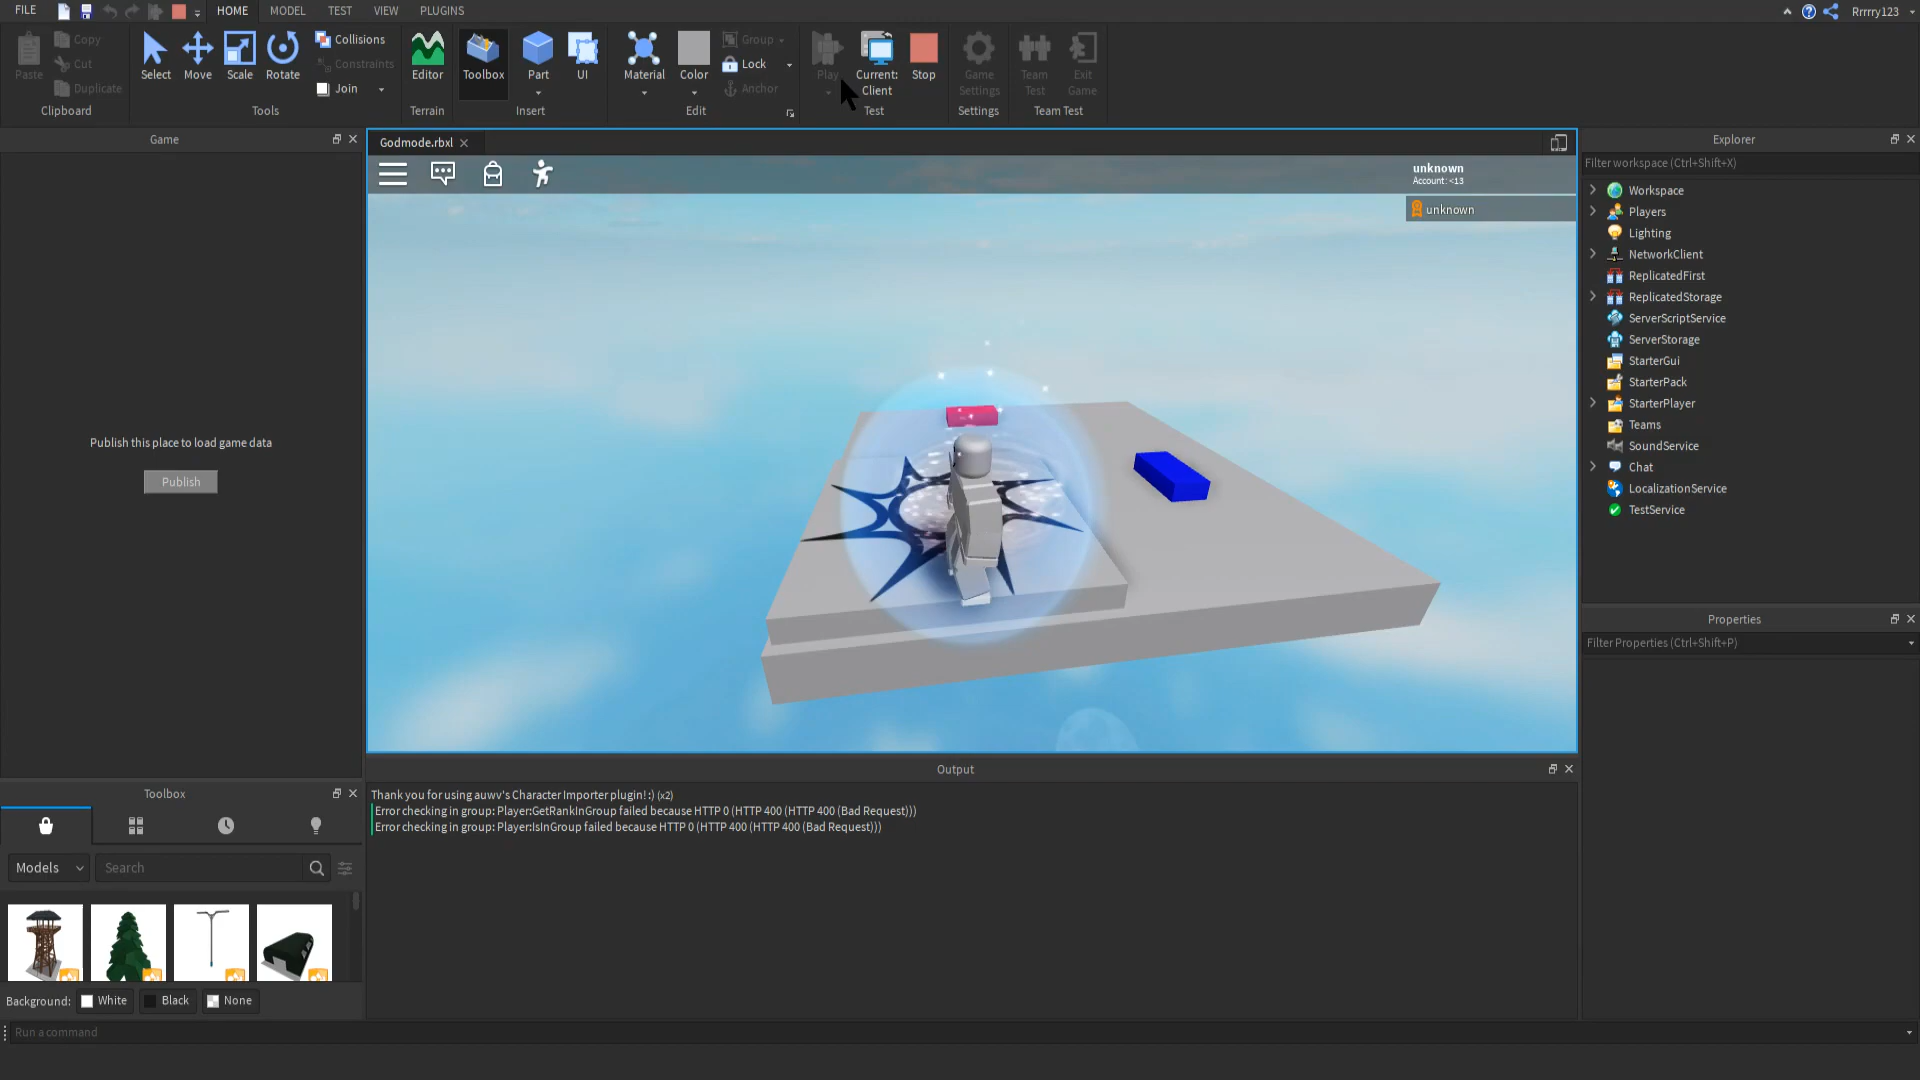 FILE HOME MODEL TEST VIEW PLUGINS Rrrrry123
Paste Copy Cut Duplicate Clipboard
Select Move Scale Rotate Collisions Constraints Join Tools
Editor Terrain
Toolbox Part UI Insert
Material Color Group Lock Anchor Edit
Play Current: Client Stop Test
Game Settings Settings
Team Test Exit Game Team Test
Game
Publish this place to load game data
Publish
Godmode.rbxl
unknown
Account: <13
unknown
Explorer
Filter workspace (Ctrl+Shift+X)
Workspace
Players
Lighting
NetworkClient
ReplicatedFirst
ReplicatedStorage
ServerScriptService
ServerStorage
StarterGui
StarterPack
StarterPlayer
Teams
SoundService
Chat
LocalizationService
TestService
Properties
Filter Properties (Ctrl+Shift+P)
Output
Thank you for using auwv's Character Importer plugin! :) (x2)
Error checking in group: Player:GetRankInGroup failed because HTTP 0 (HTTP 400 (HTTP 400 (Bad Request)))
Error checking in group: Player:IsInGroup failed because HTTP 0 (HTTP 400 (HTTP 400 (Bad Request)))
Toolbox
Models Search
Background: White Black None
Run a command